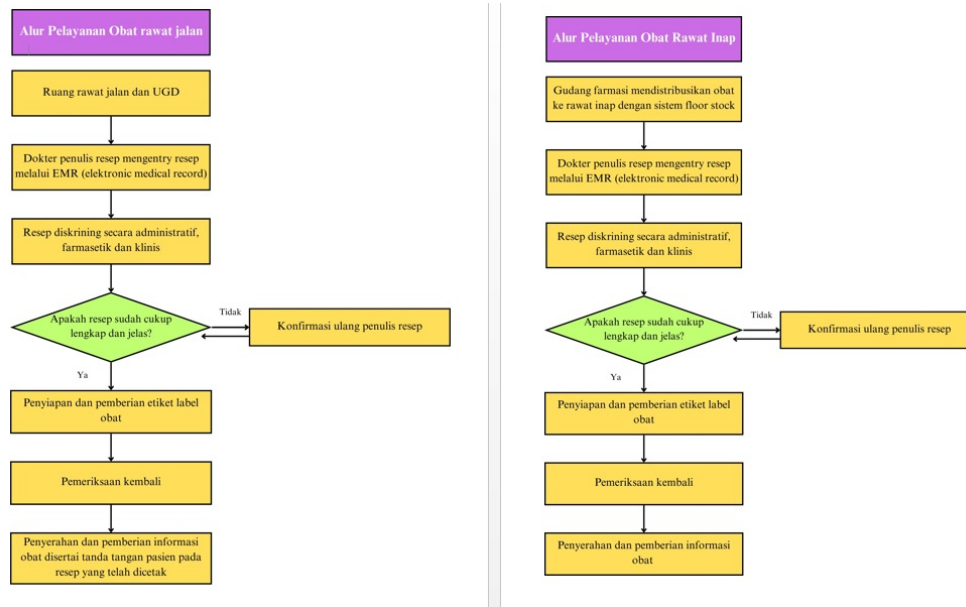 Alur Pelayanan Obat rawat jalan
Ruang rawat jalan dan UGD
Dokter penulis resep mengentry resep
melalui EMR (elektronic medical record)
Resep diskrining secara administratif,
farmasetik dan klinis
Apakah resep sudah cukup
lengkap dan jelas?
Tidak
Konfirmasi ulang penulis resep
Ya
Penyiapan dan pemberian etiket label
obat
Pemeriksaan kembali
Penyerahan dan pemberian informasi
obat disertai tanda tangan pasien pada
resep yang telah dicetak
Alur Pelayanan Obat Rawat Inap
Gudang farmasi mendistribusikan obat
ke rawat inap dengan sistem floor stock
Dokter penulis resep mengentry resep
melalui EMR (elektronic medical record)
Resep diskrining secara administratif,
farmasetik dan klinis
Apakah resep sudah cukup
lengkap dan jelas?
Tidak
Konfirmasi ulang penulis resep
Ya
Penyiapan dan pemberian etiket label
obat
Pemeriksaan kembali
Penyerahan dan pemberian informasi
obat